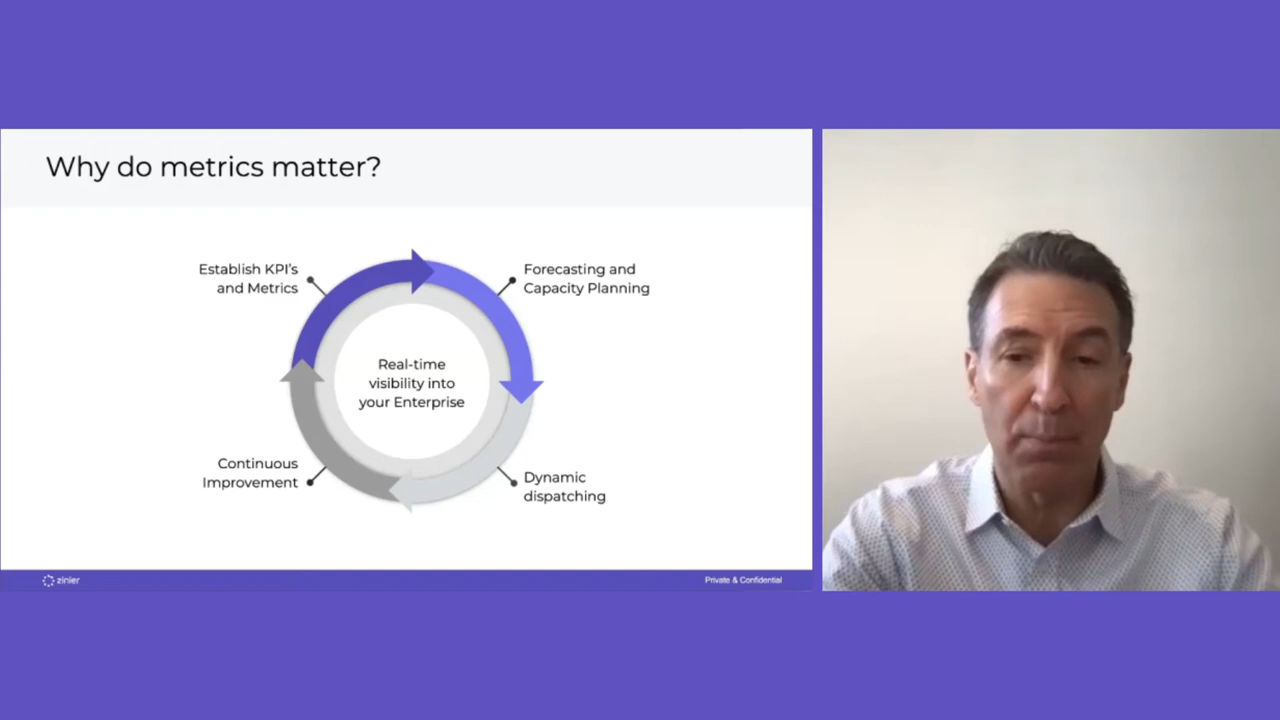 Why do metrics matter?
Establish KPI's
and Metrics
Forecasting and
Capacity Planning
Real-time
visibility into
your Enterprise
Continuous
Improvement
Dynamic
dispatching
zinier
Private & Confidential